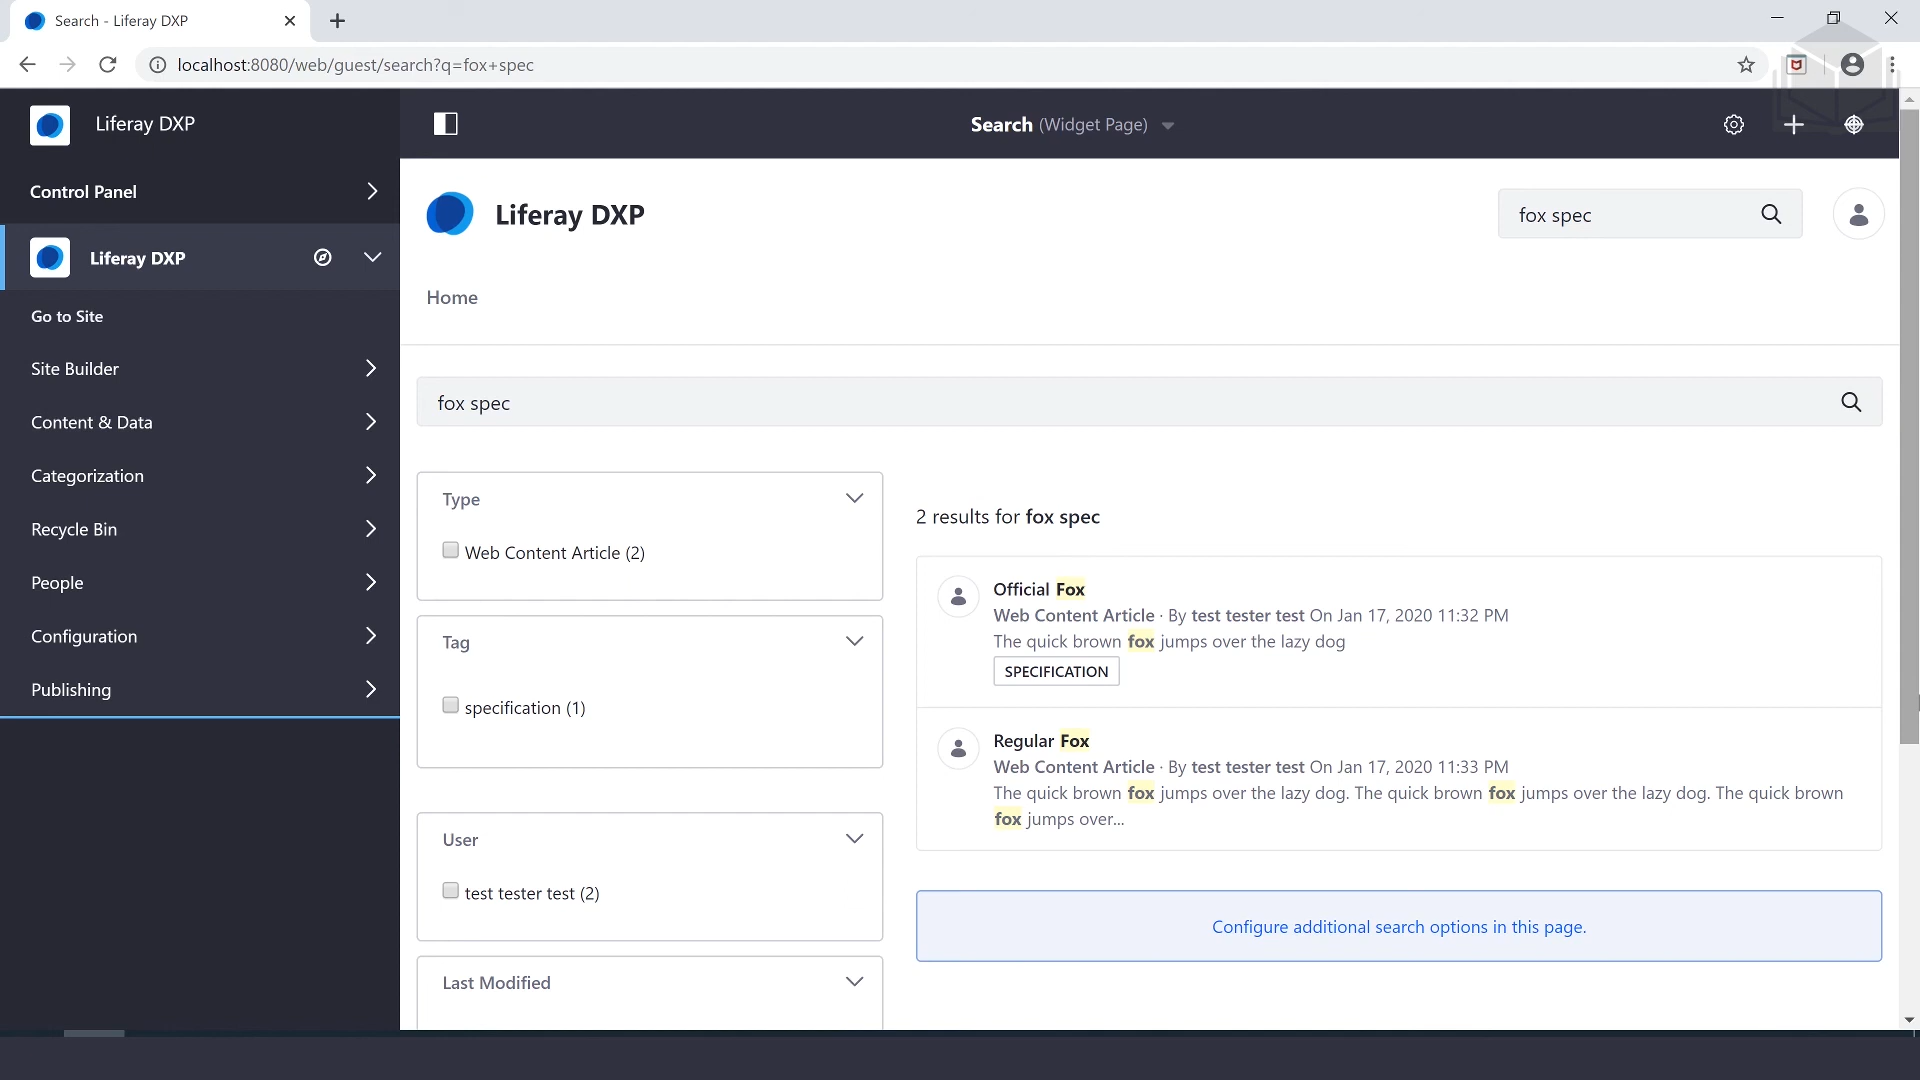 Search - Liferay DXP
localhost:8080/web/guest/search?q=fox+spec
Liferay DXP
Search (Widget Page)
Control Panel
Liferay DXP
Go to Site
Site Builder
Content & Data
Categorization
Recycle Bin
People
Configuration
Publishing
Liferay DXP
fox spec
Home
fox spec
Type
Web Content Article (2)
Tag
specification (1)
User
test tester test (2)
Last Modified
2 results for fox spec
Official Fox
Web Content Article · By test tester test On Jan 17, 2020 11:32 PM
The quick brown fox jumps over the lazy dog
SPECIFICATION
Regular Fox
Web Content Article · By test tester test On Jan 17, 2020 11:33 PM
The quick brown fox jumps over the lazy dog. The quick brown fox jumps over the lazy dog. The quick brown
fox jumps over...
Configure additional search options in this page.